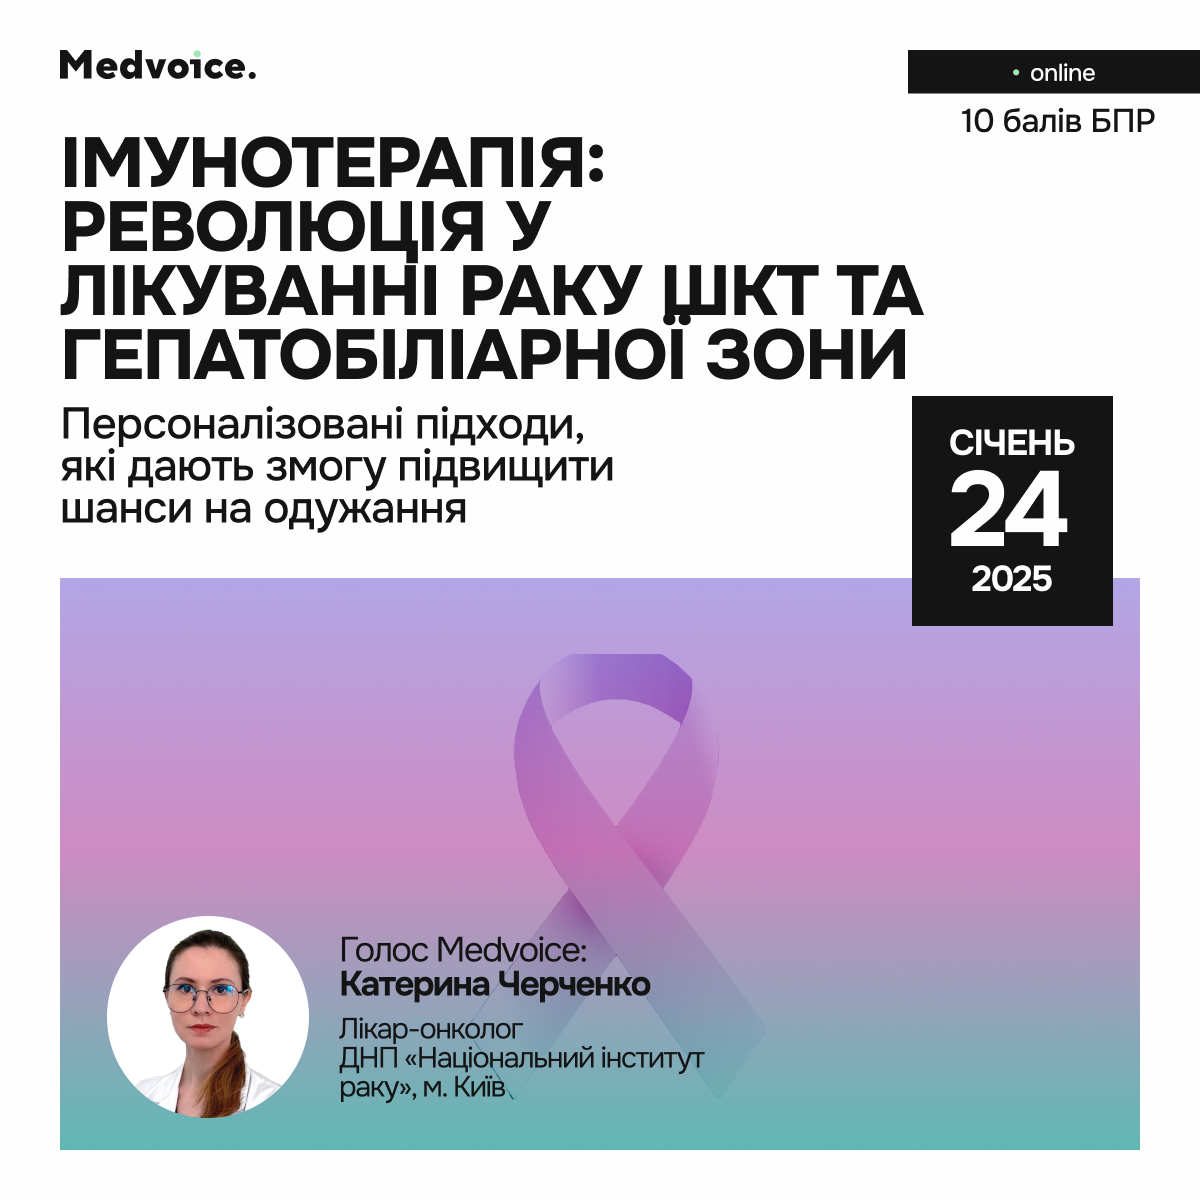 Medvoice.
• online
10 балів БПР
ІМУНОТЕРАПІЯ:
РЕВОЛЮЦІЯ У
ЛІКУВАННІ РАКУ ШКТ ТА
ГЕПАТОБІЛІАРНОЇ ЗОНИ
Персоналізовані підходи,
які дають змогу підвищити
шанси на одужання
СІЧЕНЬ
24
2025
Голос Medvoice:
Катерина Черченко
Лікар-онколог
ДНП «Національний інститут
раку», м. Київ